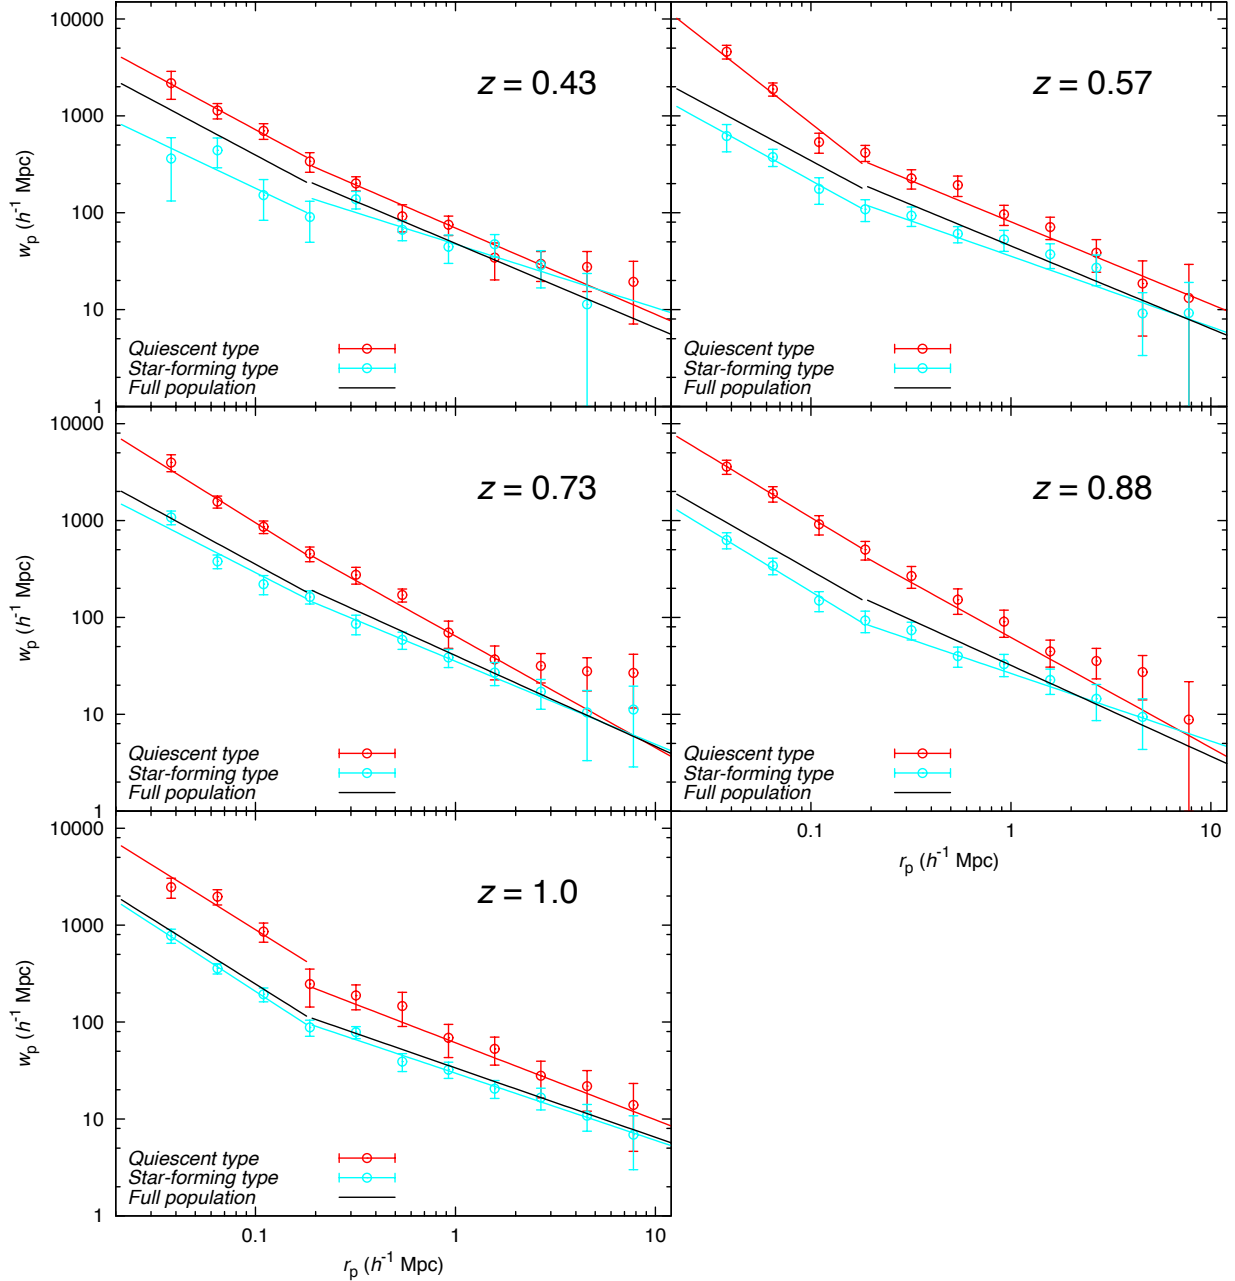 10000
1000
100
10
1
w_p (h^-1 Mpc)
z = 0.43
Quiescent type
Star-forming type
Full population
z = 0.57
Quiescent type
Star-forming type
Full population
10000
1000
100
10
1
w_p (h^-1 Mpc)
z = 0.73
Quiescent type
Star-forming type
Full population
z = 0.88
Quiescent type
Star-forming type
Full population
0.1 1 10
r_p (h^-1 Mpc)
10000
1000
100
10
1
w_p (h^-1 Mpc)
z = 1.0
Quiescent type
Star-forming type
Full population
0.1 1 10
r_p (h^-1 Mpc)